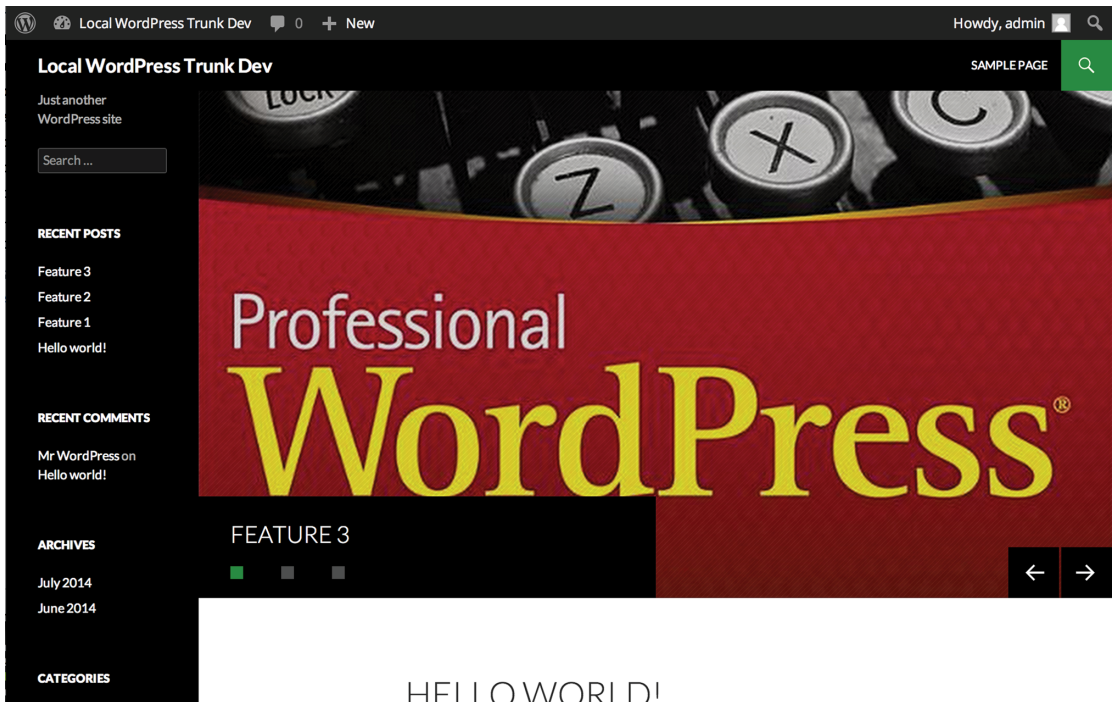 Local WordPress Trunk Dev 0 New Howdy, admin
Local WordPress Trunk Dev SAMPLE PAGE
Just another
WordPress site
Search ...
RECENT POSTS
Feature 3
Feature 2
Feature 1
Hello world!
RECENT COMMENTS
Mr WordPress on
Hello world!
ARCHIVES
July 2014
June 2014
CATEGORIES
LOCK
Z X C
Professional
WordPress®
FEATURE 3
HELLO WORLD!